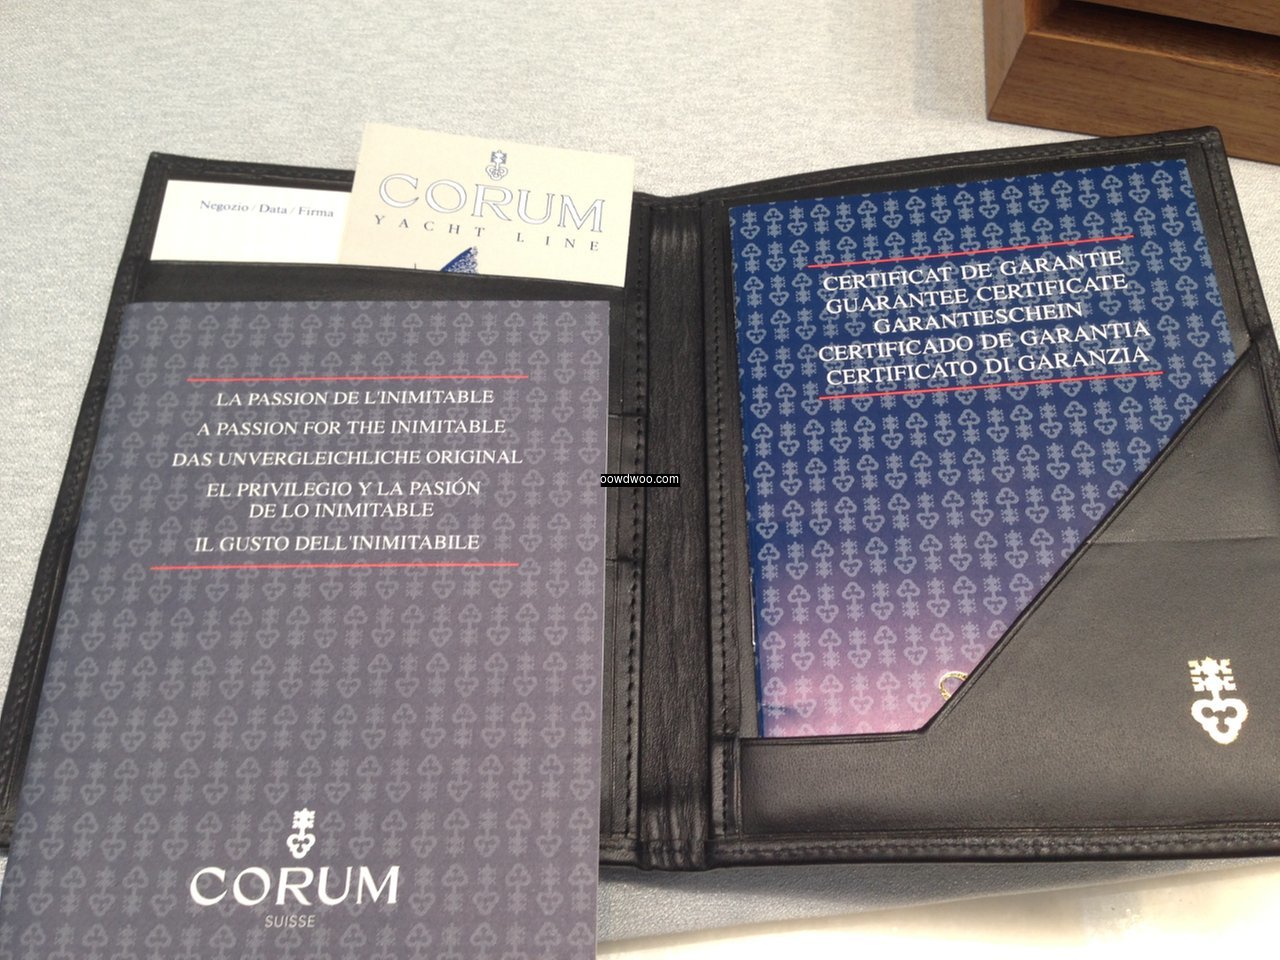 Negozio / Data / Firma
CORUM
YACHT LINE
LA PASSION DE L'INIMITABLE
A PASSION FOR THE INIMITABLE
DAS UNVERGLEICHLICHE ORIGINAL
EL PRIVILEGIO Y LA PASIÓN
DE LO INIMITABLE
IL GUSTO DELL'INIMITABILE
CORUM
SUISSE
oowdwoo.com
CERTIFICAT DE GARANTIE
GUARANTEE CERTIFICATE
GARANTIESCHEIN
CERTIFICADO DE GARANTIA
CERTIFICATO DI GARANZIA